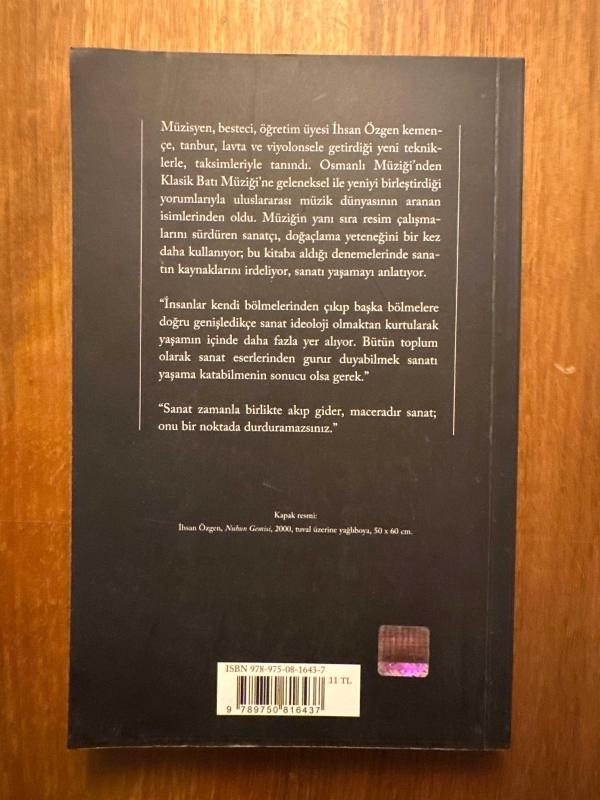 Müzisyen, besteci, öğretim üyesi İhsan Özgen kemen-
çe, tanbur, lavta ve viyolonsele getirdiği yeni teknik-
lerle, taksimleriyle tanındı. Osmanlı Müziği’nden
Klasik Batı Müziği’ne geleneksel ile yeniyi birleştirdiği
yorumlarıyla uluslararası müzik dünyasının aranan
isimlerinden oldu. Müziğin yanı sıra resim çalışma-
larını sürdüren sanatçı, doğaçlama yeteneğini bir kez
daha kullanıyor; bu kitaba aldığı denemelerinde sana-
tın kaynaklarını irdeliyor, sanatı yaşamayı anlatıyor.
“İnsanlar kendi bölmelerinden çıkıp başka bölmelere
doğru genişledikçe sanat ideoloji olmaktan kurtularak
yaşamın içinde daha fazla yer alıyor. Bütün toplum
olarak sanat eserlerinden gurur duyabilmek sanatı
yaşama katabilmenin sonucu olsa gerek.”
“Sanat zamanla birlikte akıp gider, maceradır sanat;
onu bir noktada durduramazsınız.”
Kapak resmi:
İhsan Özgen, Nuhun Gemisi, 2000, tuval üzerine yağlıboya, 50 x 60 cm.
ISBN 978-975-08-1643-7
11 TL
9 789750 816437